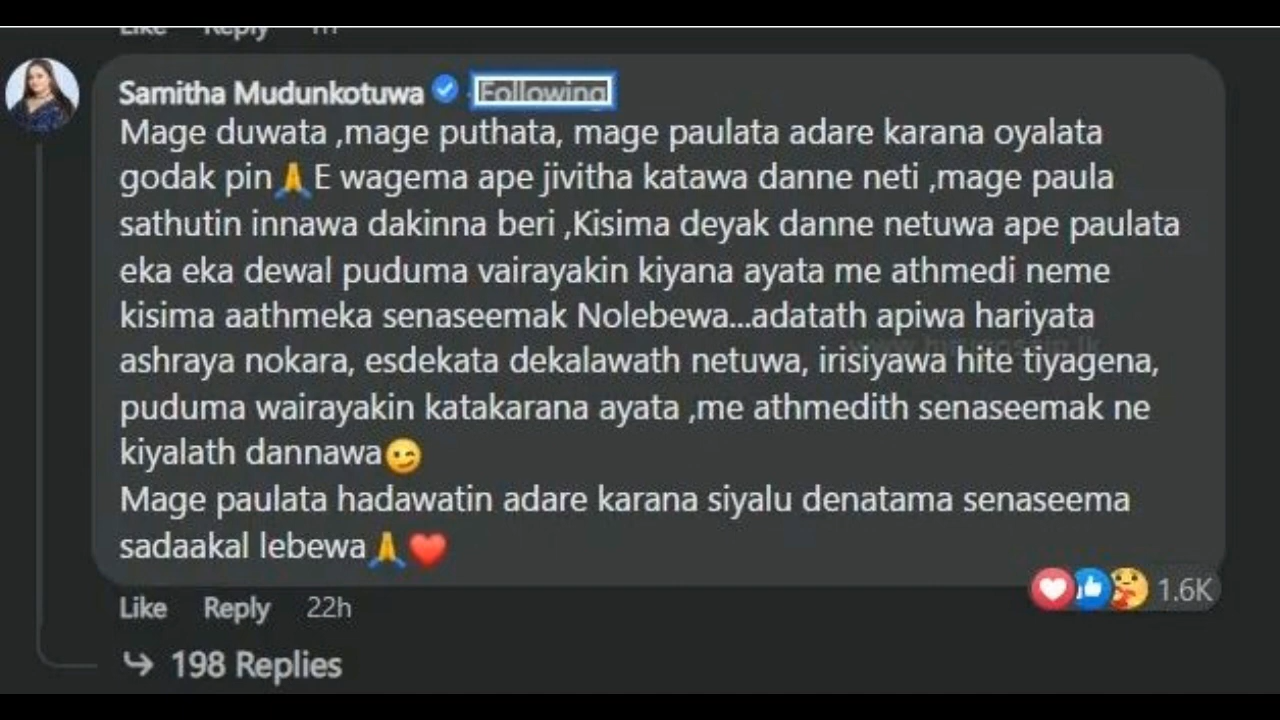 Like Reply 1h
Samitha Mudunkotuwa Following
Mage duwata ,mage puthata, mage paulata adare karana oyalata
godak pin🙏E wagema ape jivitha katawa danne neti ,mage paula
sathutin innawa dakinna beri ,Kisima deyak danne netuwa ape paulata
eka eka dewal puduma vairayakin kiyana ayata me athmedi neme
kisima aathmeka senaseemak Nolebewa...adatath apiwa hariyata
ashraya nokara, esdekata dekalawath netuwa, irisiyawa hite tiyagena,
puduma wairayakin katakarana ayata ,me athmedith senaseemak ne
kiyalath dannawa😉
Mage paulata hadawatin adare karana siyalu denatama senaseema
sadaakal lebewa🙏❤️
1.6K
Like Reply 22h
198 Replies